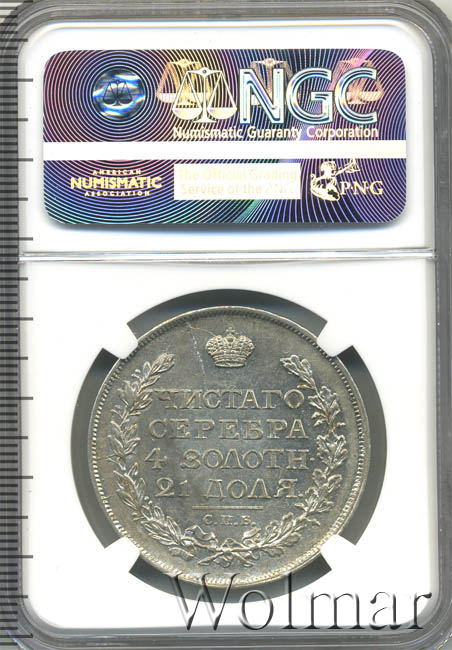 NGC
Numismatic Guaranty Corporation
AMERICAN
NUMISMATIC
ASSOCIATION
The Official Grading
Service of the ANA
PNG
ЧИСТАГО
СЕРЕБРА
4 ЗОЛОТН
21 ДОЛЯ.
С.П.Б.
Wolmar